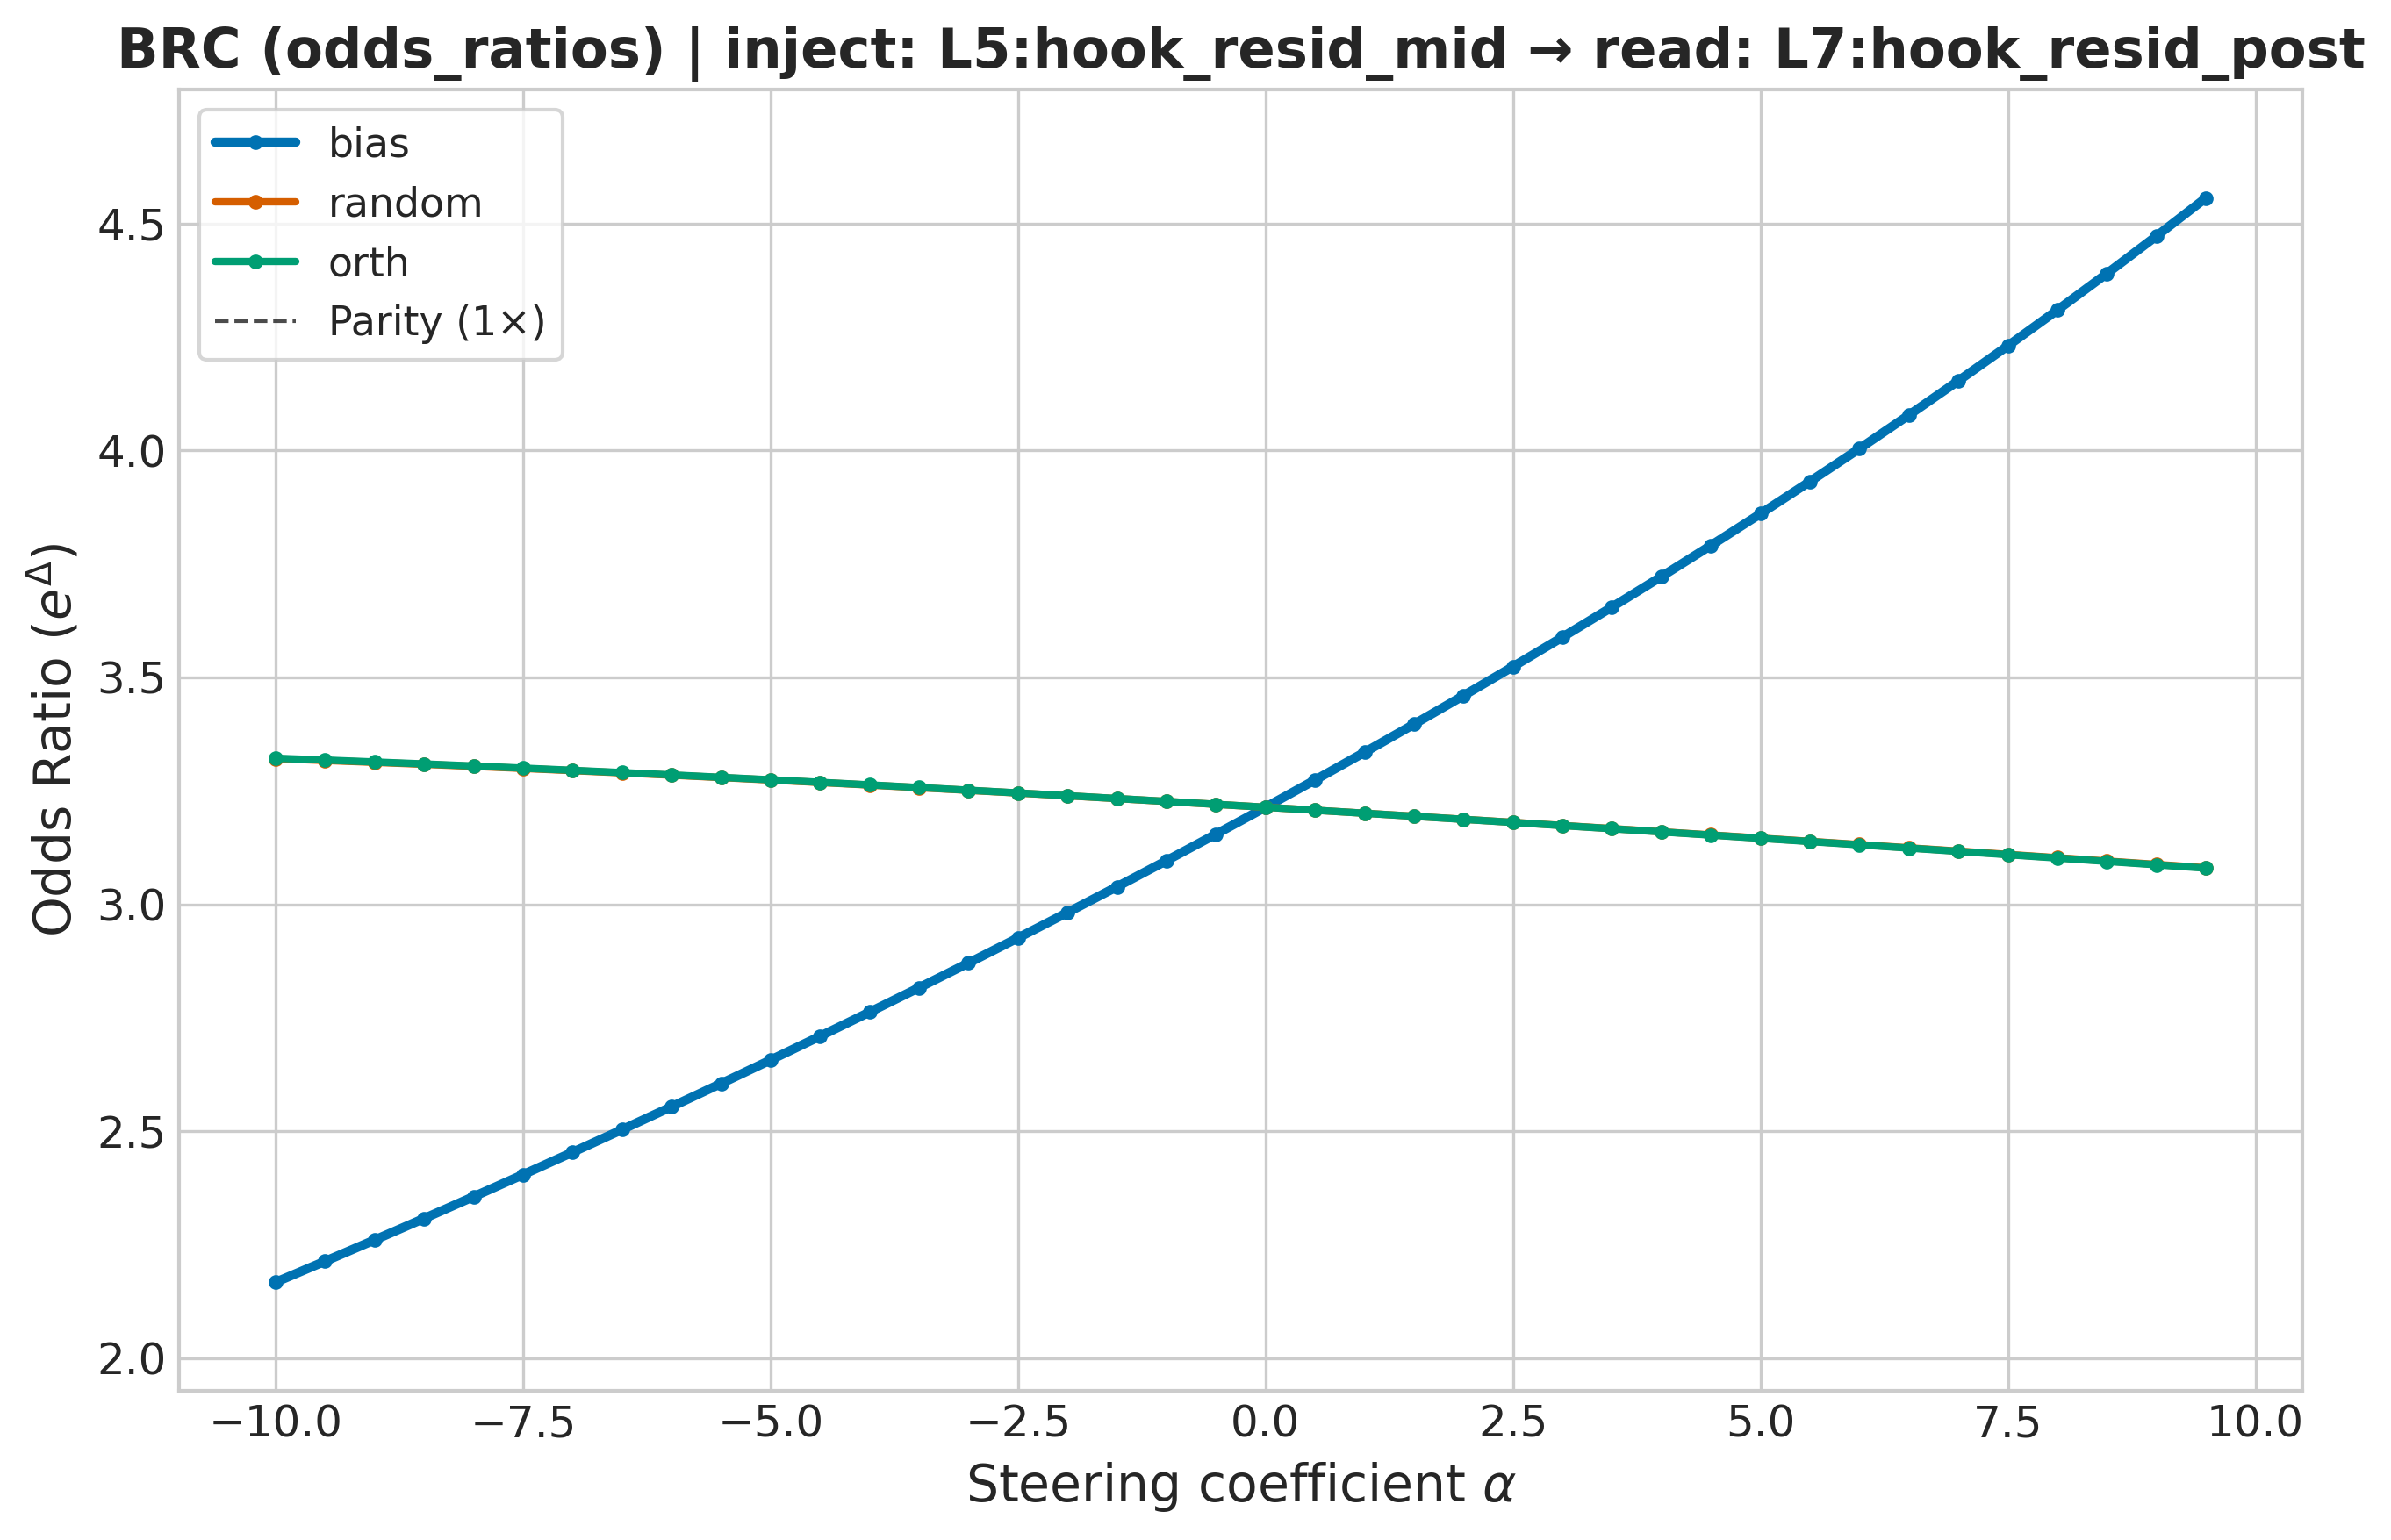 BRC (odds_ratios) | inject: L5:hook_resid_mid → read: L7:hook_resid_post
bias
random
orth
Parity (1×)
Odds Ratio (e^Δ)
4.5
4.0
3.5
3.0
2.5
2.0
−10.0 −7.5 −5.0 −2.5 0.0 2.5 5.0 7.5 10.0
Steering coefficient α